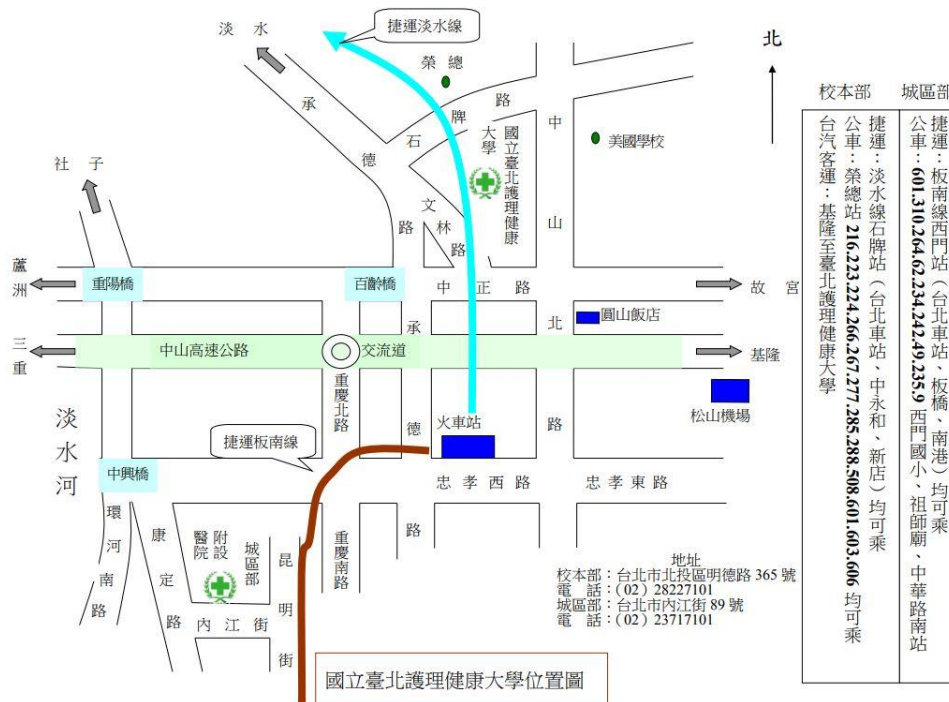 淡水
捷運淡水線
榮總
北
承德路
石牌路
國立臺北護理健康
大學
中山北路
美國學校
社子
文林路
蘆洲
重陽橋
百齡橋
中正路
故宮
圓山飯店
三重
中山高速公路
交流道
基隆
承德路
重慶北路
松山機場
火車站
淡水河
捷運板南線
中興橋
忠孝西路
忠孝東路
環河南路
康定路
附設
醫院
城區部
昆明街
重慶南路
內江街
地址
校本部：台北市北投區明德路 365 號
電　話：(02) 28227101
城區部：台北市內江街 89 號
電　話：(02) 23717101
國立臺北護理健康大學位置圖
城區部
捷運：板南線西門站（台北車站、板橋、南港）均可乘
公車：601.310.264.62.234.242.49.235.9 西門國小、祖師廟、中華路南站
校本部
捷運：淡水線石牌站（台北車站、中永和、新店）均可乘
公車：榮總站 216.223.224.266.267.277.285.288.508.601.603.606 均可乘
台汽客運：基隆至臺北護理健康大學